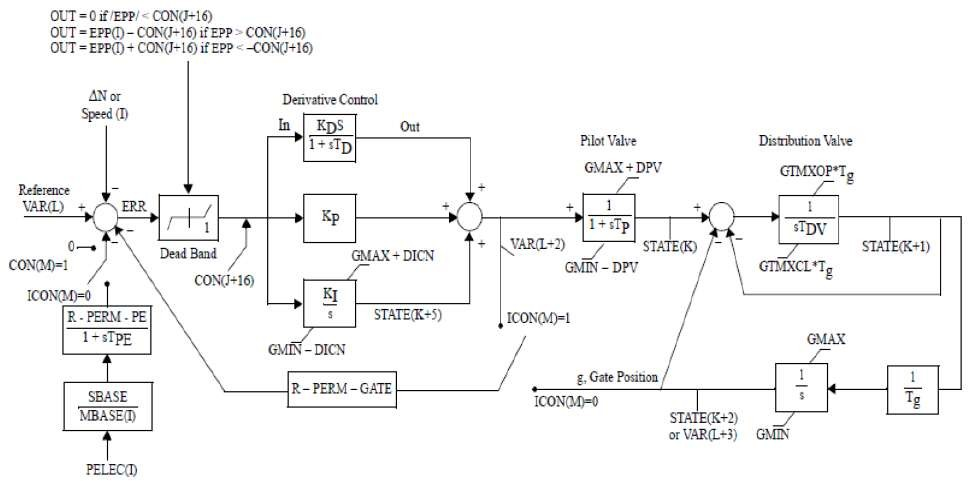 OUT = 0 if /EPP/ < CON(J+16)
OUT = EPP(I) – CON(J+16) if EPP > CON(J+16)
OUT = EPP(I) + CON(J+16) if EPP < –CON(J+16)
ΔN or
Speed (I)
Derivative Control
In
KDS
1 + sTD
Out
Pilot Valve
GMAX + DPV
Distribution Valve
GTMXOP*Tg
Reference
VAR(L)
+
–
ERR
1
Dead Band
KP
+
+
+
+
1
1 + sTP
+
1
sTDV
–
–
–
–
0
CON(M)=1
ICON(M)=0
CON(J+16)
GMAX + DICN
KI
s
STATE(K+5)
GMIN – DICN
VAR(L+2)
GMIN – DPV
STATE(K)
GTMXCL*Tg
STATE(K+1)
ICON(M)=1
R - PERM - PE
1 + sTPE
GMAX
R – PERM – GATE
g, Gate Position
ICON(M)=0
1
s
1
Tg
SBASE
MBASE(I)
STATE(K+2)
or VAR(L+3)
GMIN
PELEC(I)